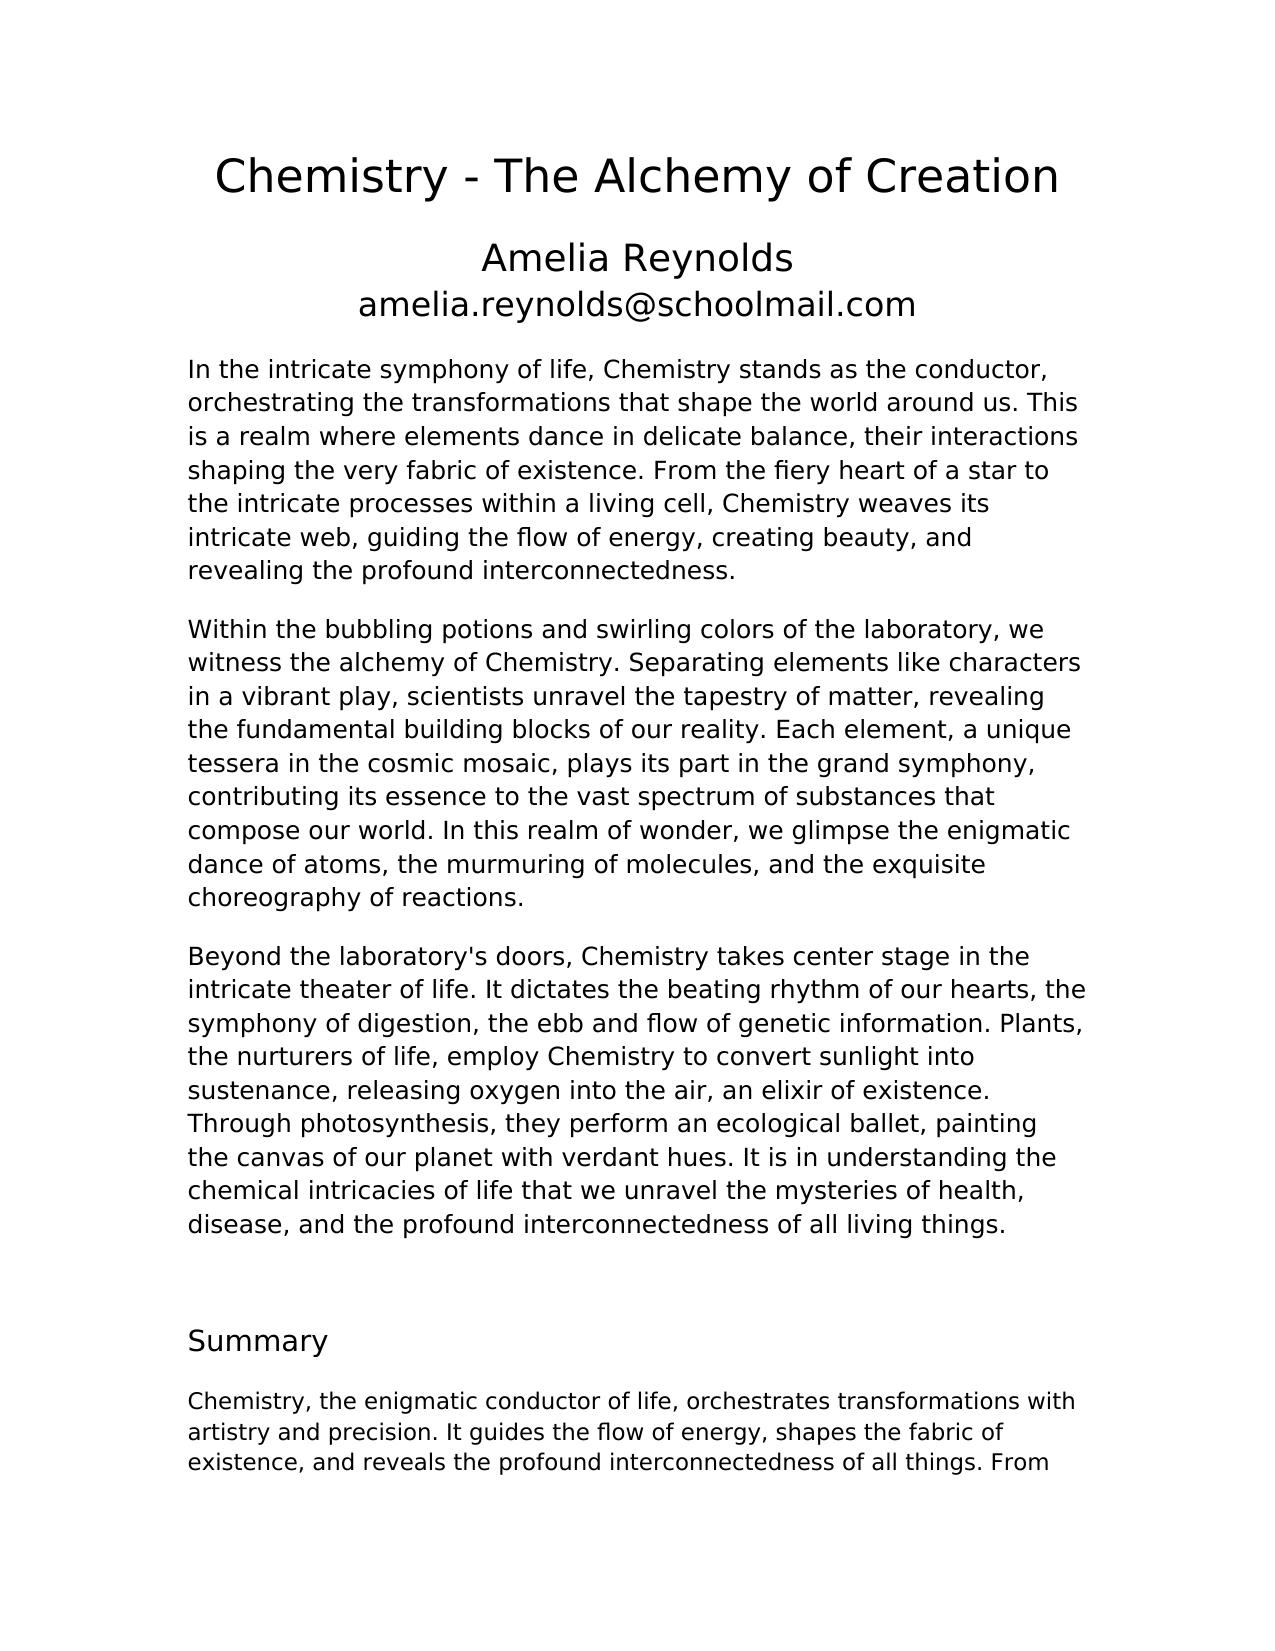 Chemistry - The Alchemy of Creation
Amelia Reynolds
amelia.reynolds@schoolmail.com
In the intricate symphony of life, Chemistry stands as the conductor,
orchestrating the transformations that shape the world around us. This
is a realm where elements dance in delicate balance, their interactions
shaping the very fabric of existence. From the fiery heart of a star to
the intricate processes within a living cell, Chemistry weaves its
intricate web, guiding the flow of energy, creating beauty, and
revealing the profound interconnectedness.
Within the bubbling potions and swirling colors of the laboratory, we
witness the alchemy of Chemistry. Separating elements like characters
in a vibrant play, scientists unravel the tapestry of matter, revealing
the fundamental building blocks of our reality. Each element, a unique
tessera in the cosmic mosaic, plays its part in the grand symphony,
contributing its essence to the vast spectrum of substances that
compose our world. In this realm of wonder, we glimpse the enigmatic
dance of atoms, the murmuring of molecules, and the exquisite
choreography of reactions.
Beyond the laboratory's doors, Chemistry takes center stage in the
intricate theater of life. It dictates the beating rhythm of our hearts, the
symphony of digestion, the ebb and flow of genetic information. Plants,
the nurturers of life, employ Chemistry to convert sunlight into
sustenance, releasing oxygen into the air, an elixir of existence.
Through photosynthesis, they perform an ecological ballet, painting
the canvas of our planet with verdant hues. It is in understanding the
chemical intricacies of life that we unravel the mysteries of health,
disease, and the profound interconnectedness of all living things.
Summary
Chemistry, the enigmatic conductor of life, orchestrates transformations with
artistry and precision. It guides the flow of energy, shapes the fabric of
existence, and reveals the profound interconnectedness of all things. From